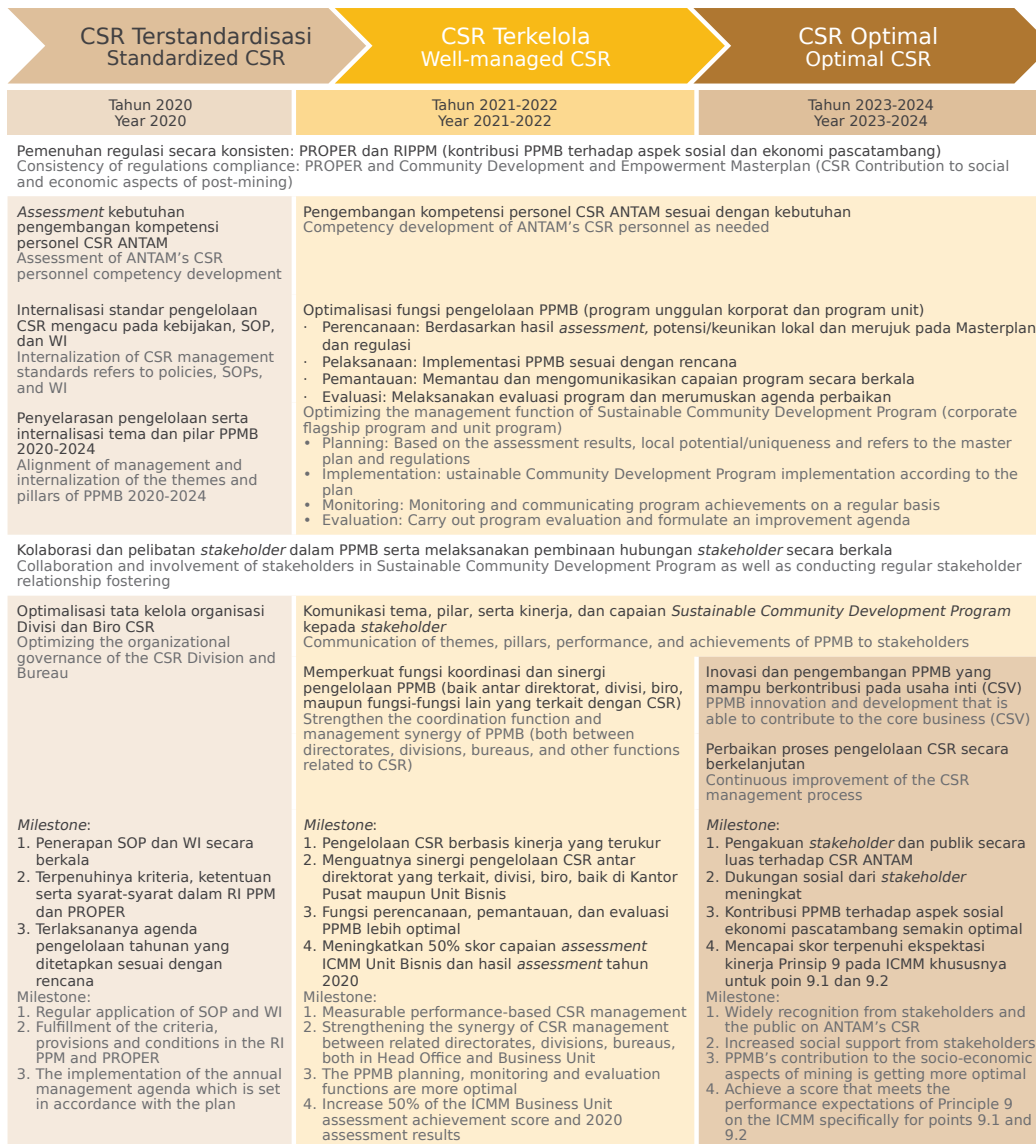 CSR Terstandardisasi
Standardized CSR
CSR Terkelola
Well-managed CSR
CSR Optimal
Optimal CSR
Tahun 2020
Year 2020
Tahun 2021-2022
Year 2021-2022
Tahun 2023-2024
Year 2023-2024
Pemenuhan regulasi secara konsisten: PROPER dan RIPPM (kontribusi PPMB terhadap aspek sosial dan ekonomi pascatambang)
Consistency of regulations compliance: PROPER and Community Development and Empowerment Masterplan (CSR Contribution to social
and economic aspects of post-mining)
Assessment kebutuhan
pengembangan kompetensi
personel CSR ANTAM
Assessment of ANTAM's CSR
personnel competency development
Internalisasi standar pengelolaan
CSR mengacu pada kebijakan, SOP,
dan WI
Internalization of CSR management
standards refers to policies, SOPs,
and WI
Penyelarasan pengelolaan serta
internalisasi tema dan pilar PPMB
2020-2024
Alignment of management and
internalization of the themes and
pillars of PPMB 2020-2024
Pengembangan kompetensi personel CSR ANTAM sesuai dengan kebutuhan
Competency development of ANTAM's CSR personnel as needed
Optimalisasi fungsi pengelolaan PPMB (program unggulan korporat dan program unit)
· Perencanaan: Berdasarkan hasil assessment, potensi/keunikan lokal dan merujuk pada Masterplan
dan regulasi
· Pelaksanaan: Implementasi PPMB sesuai dengan rencana
· Pemantauan: Memantau dan mengomunikasikan capaian program secara berkala
· Evaluasi: Melaksanakan evaluasi program dan merumuskan agenda perbaikan
Optimizing the management function of Sustainable Community Development Program (corporate
flagship program and unit program)
• Planning: Based on the assessment results, local potential/uniqueness and refers to the master
plan and regulations
• Implementation: ustainable Community Development Program implementation according to the
plan
• Monitoring: Monitoring and communicating program achievements on a regular basis
• Evaluation: Carry out program evaluation and formulate an improvement agenda
Kolaborasi dan pelibatan stakeholder dalam PPMB serta melaksanakan pembinaan hubungan stakeholder secara berkala
Collaboration and involvement of stakeholders in Sustainable Community Development Program as well as conducting regular stakeholder
relationship fostering
Optimalisasi tata kelola organisasi
Divisi dan Biro CSR
Optimizing the organizational
governance of the CSR Division and
Bureau
Komunikasi tema, pilar, serta kinerja, dan capaian Sustainable Community Development Program
kepada stakeholder
Communication of themes, pillars, performance, and achievements of PPMB to stakeholders
Memperkuat fungsi koordinasi dan sinergi
pengelolaan PPMB (baik antar direktorat, divisi, biro,
maupun fungsi-fungsi lain yang terkait dengan CSR)
Strengthen the coordination function and
management synergy of PPMB (both between
directorates, divisions, bureaus, and other functions
related to CSR)
Inovasi dan pengembangan PPMB yang
mampu berkontribusi pada usaha inti (CSV)
PPMB innovation and development that is
able to contribute to the core business (CSV)
Perbaikan proses pengelolaan CSR secara
berkelanjutan
Continuous improvement of the CSR
management process
Milestone:
1. Penerapan SOP dan WI secara
berkala
2. Terpenuhinya kriteria, ketentuan
serta syarat-syarat dalam RI PPM
dan PROPER
3. Terlaksananya agenda
pengelolaan tahunan yang
ditetapkan sesuai dengan
rencana
Milestone:
1. Regular application of SOP and WI
2. Fulfillment of the criteria,
provisions and conditions in the RI
PPM and PROPER
3. The implementation of the annual
management agenda which is set
in accordance with the plan
Milestone:
1. Pengelolaan CSR berbasis kinerja yang terukur
2. Menguatnya sinergi pengelolaan CSR antar
direktorat yang terkait, divisi, biro, baik di Kantor
Pusat maupun Unit Bisnis
3. Fungsi perencanaan, pemantauan, dan evaluasi
PPMB lebih optimal
4. Meningkatkan 50% skor capaian assessment
ICMM Unit Bisnis dan hasil assessment tahun
2020
Milestone:
1. Measurable performance-based CSR management
2. Strengthening the synergy of CSR management
between related directorates, divisions, bureaus,
both in Head Office and Business Unit
3. The PPMB planning, monitoring and evaluation
functions are more optimal
4. Increase 50% of the ICMM Business Unit
assessment achievement score and 2020
assessment results
Milestone:
1. Pengakuan stakeholder dan publik secara
luas terhadap CSR ANTAM
2. Dukungan sosial dari stakeholder
meningkat
3. Kontribusi PPMB terhadap aspek sosial
ekonomi pascatambang semakin optimal
4. Mencapai skor terpenuhi ekspektasi
kinerja Prinsip 9 pada ICMM khususnya
untuk poin 9.1 dan 9.2
Milestone:
1. Widely recognition from stakeholders and
the public on ANTAM's CSR
2. Increased social support from stakeholders
3. PPMB's contribution to the socio-economic
aspects of mining is getting more optimal
4. Achieve a score that meets the
performance expectations of Principle 9
on the ICMM specifically for points 9.1 and
9.2